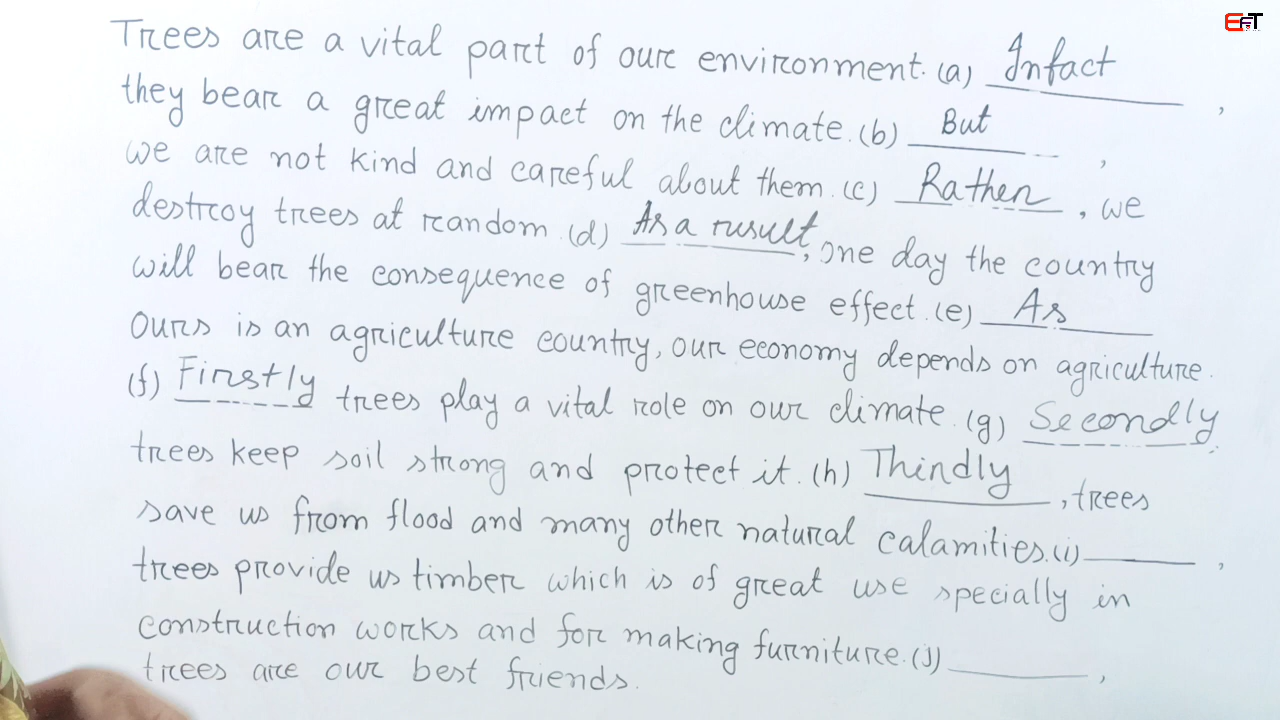 EFT
Trees are a vital part of our environment. (a) Infact
they bear a great impact on the climate. (b) But ,
we are not kind and careful about them. (c) Rather, we
destroy trees at random. (d) As a rusult, one day the country
will bear the consequence of greenhouse effect. (e) As
Ours is an agriculture country, our economy depends on agriculture.
(f) Firstly trees play a vital role on our climate. (g) Secondly
trees keep soil strong and protect it. (h) Thirdly, trees
save us from flood and many other natural calamities. (i) ,
trees provide us timber which is of great use specially in
construction works and for making furniture. (J) ,
trees are our best friends.